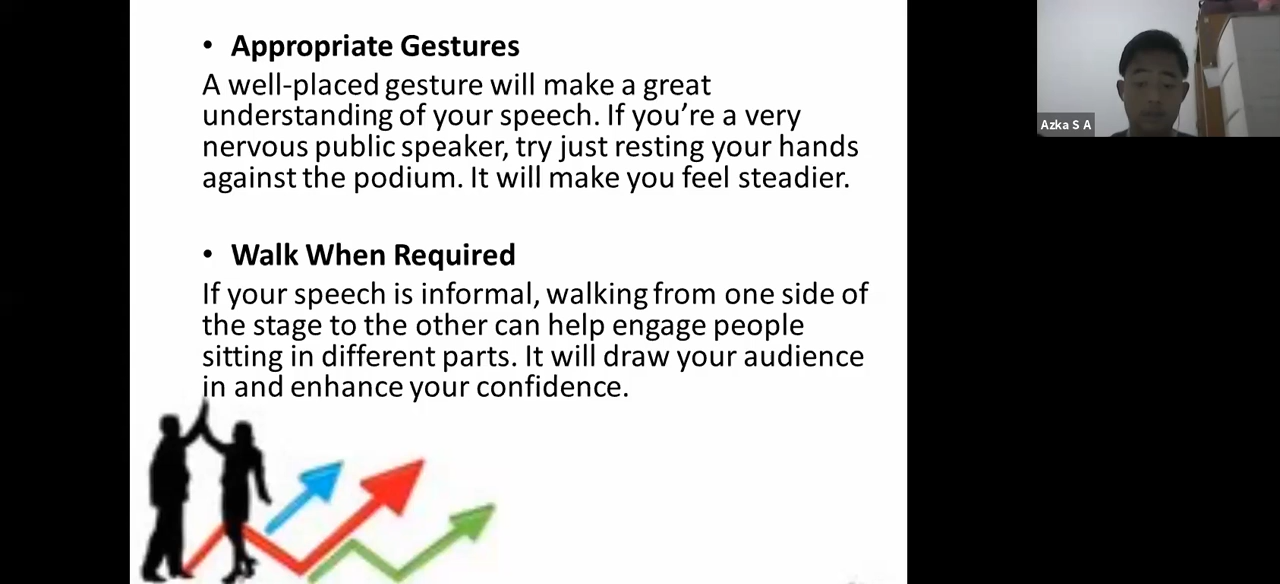 • Appropriate Gestures
A well-placed gesture will make a great
understanding of your speech. If you’re a very
nervous public speaker, try just resting your hands
against the podium. It will make you feel steadier.
• Walk When Required
If your speech is informal, walking from one side of
the stage to the other can help engage people
sitting in different parts. It will draw your audience
in and enhance your confidence.
Azka S A